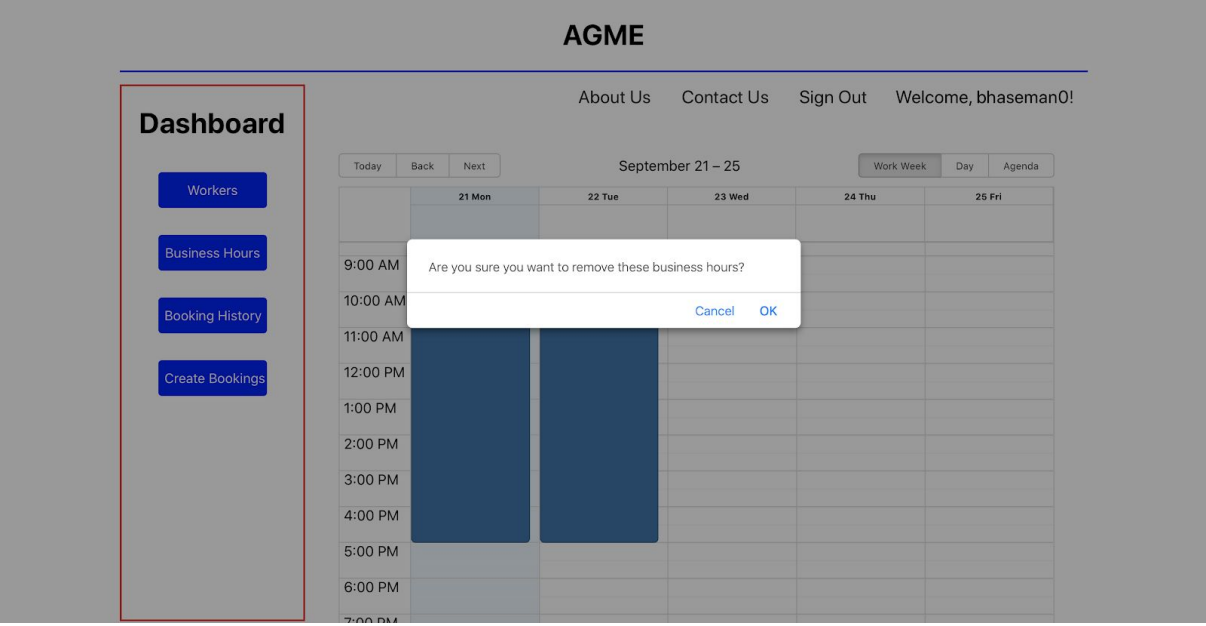 AGME
About Us Contact Us Sign Out Welcome, bhaseman0!
Dashboard
Workers
Business Hours
Booking History
Create Bookings
Today Back Next September 21 – 25 Work Week Day Agenda
21 Mon 22 Tue 23 Wed 24 Thu 25 Fri
Are you sure you want to remove these business hours?
Cancel OK
9:00 AM
10:00 AM
11:00 AM
12:00 PM
1:00 PM
2:00 PM
3:00 PM
4:00 PM
5:00 PM
6:00 PM
7:00 PM